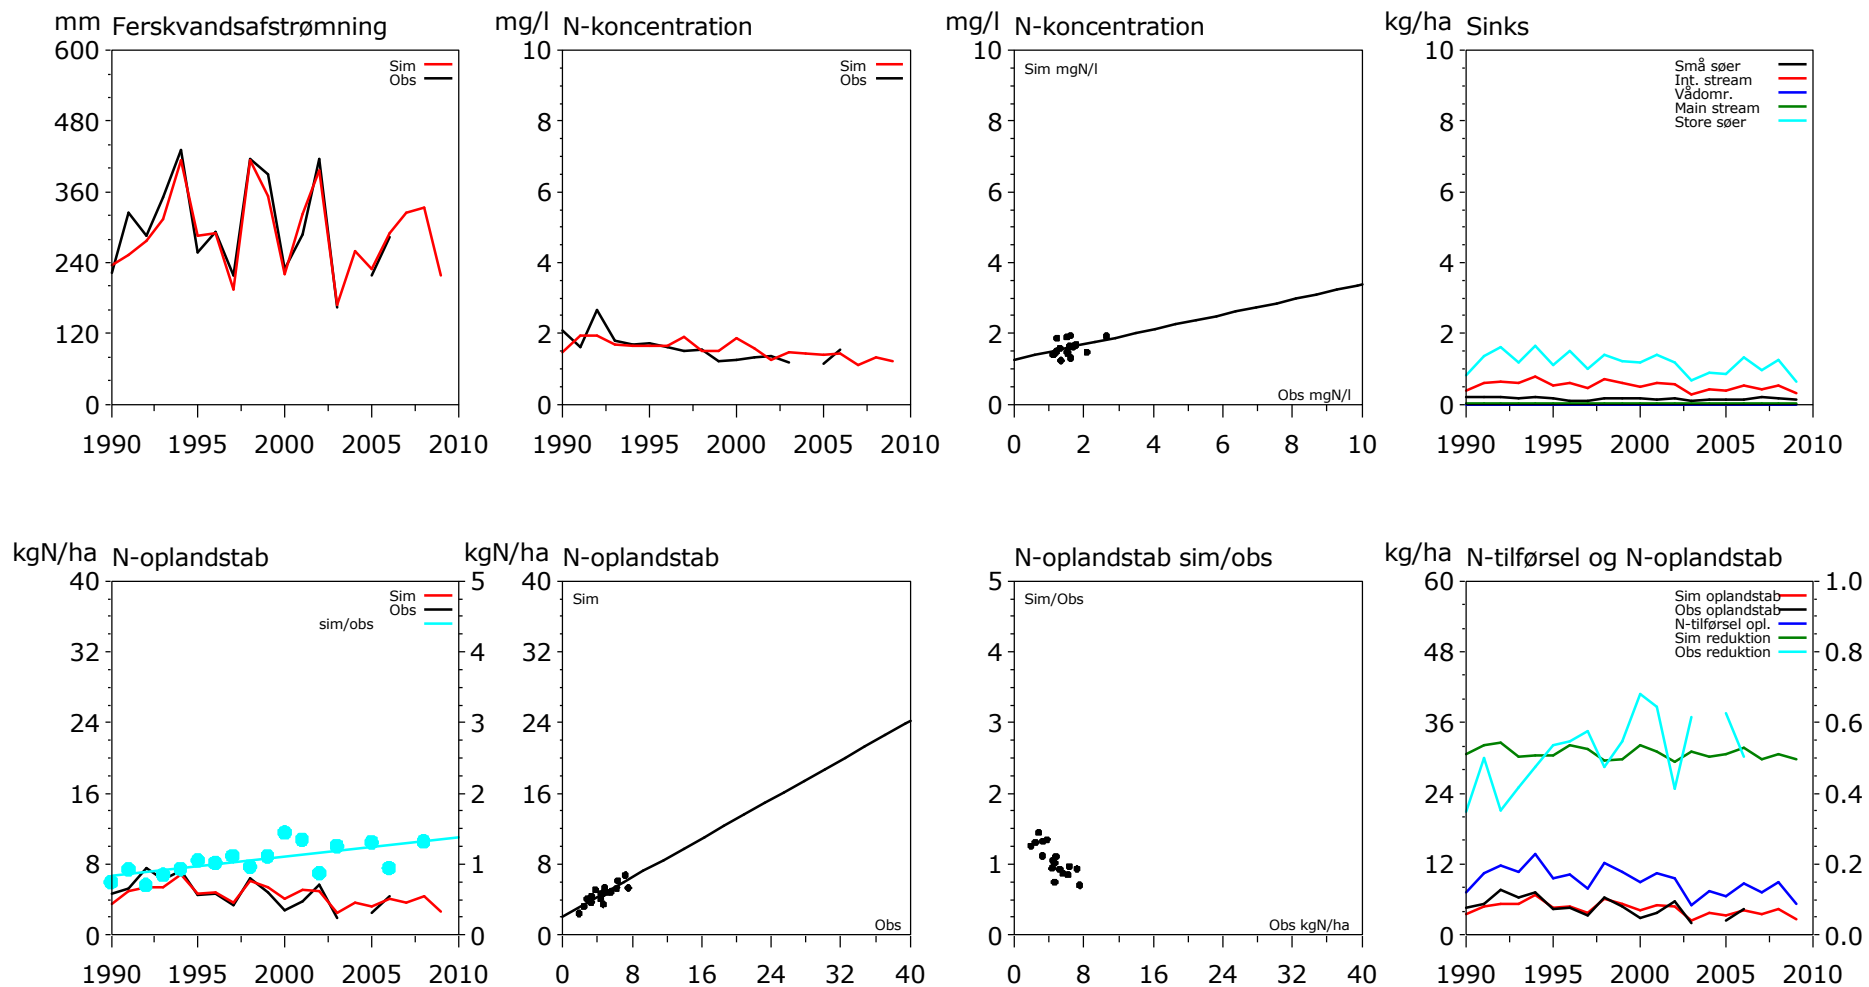 mm Ferskvandsafstrømning
600
480
360
240
120
0
Sim
Obs
1990 1995 2000 2005 2010
mg/l N-koncentration
10
8
6
4
2
0
Sim
Obs
1990 1995 2000 2005 2010
mg/l N-koncentration
10
8
6
4
2
0
Sim mgN/l
Obs mgN/l
0 2 4 6 8 10
kg/ha Sinks
10
8
6
4
2
0
Små søer
Int. stream
Vådomr.
Main stream
Store søer
1990 1995 2000 2005 2010
kgN/ha N-oplandstab
40
32
24
16
8
0
Sim
Obs
sim/obs
5
4
3
2
1
0
1990 1995 2000 2005 2010
kgN/ha N-oplandstab
40
32
24
16
8
0
Sim
Obs
0 8 16 24 32 40
N-oplandstab sim/obs
5
4
3
2
1
0
Sim/Obs
Obs kgN/ha
0 8 16 24 32 40
kg/ha N-tilførsel og N-oplandstab
60
48
36
24
12
0
Sim oplandstab
Obs oplandstab
N-tilførsel opl.
Sim reduktion
Obs reduktion
1.0
0.8
0.6
0.4
0.2
0.0
1990 1995 2000 2005 2010